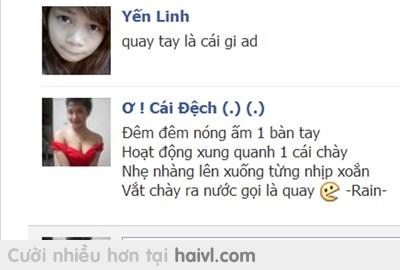 Yến Linh
quay tay là cái gi ad
Ơ ! Cái Đệch (.) (.)
Đêm đêm nóng ấm 1 bàn tay
Hoạt động xung quanh 1 cái chày
Nhẹ nhàng lên xuống từng nhịp xoắn
Vắt chày ra nước gọi là quay -Rain-
Cười nhiều hơn tại haivl.com